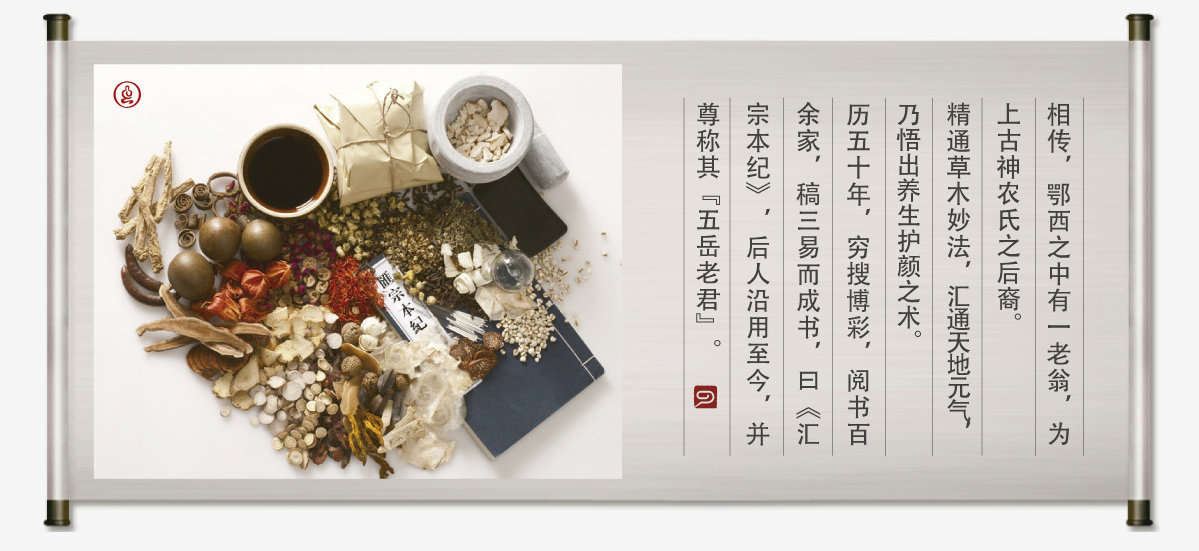 相传，鄂西之中有一老翁，为
上古神农氏之后裔。
精通草木妙法，汇通天地元气，
乃悟出养生护颜之术。
历五十年，穷搜博彩，阅书百
余家，稿三易而成书，曰《汇
宗本纪》，后人沿用至今，并
尊称其『五岳老君』。
匯宗本紀